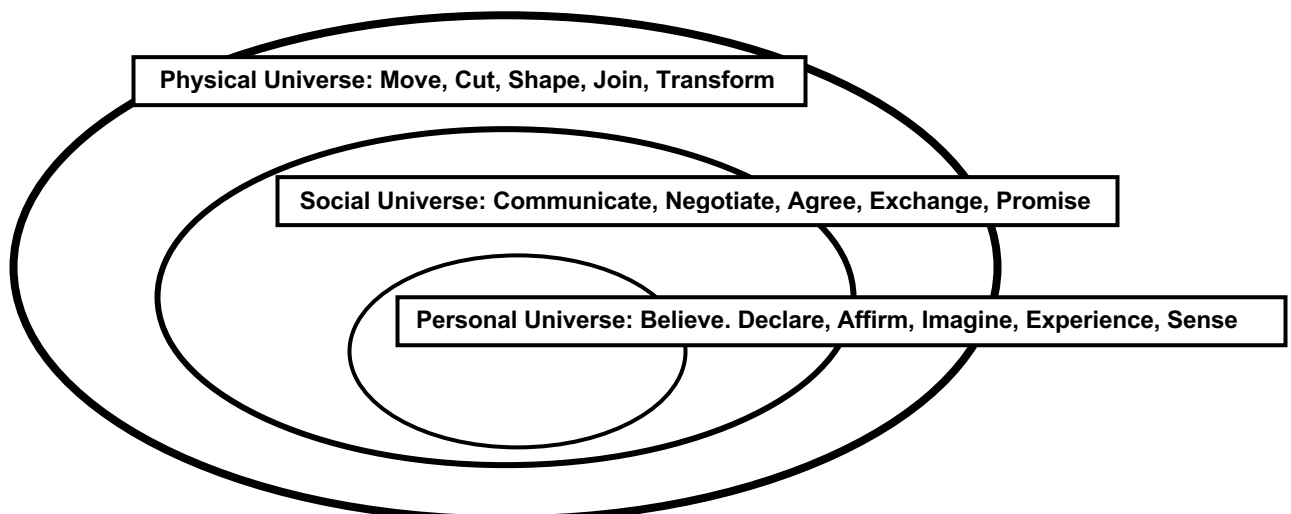 Physical Universe: Move, Cut, Shape, Join, Transform
Social Universe: Communicate, Negotiate, Agree, Exchange, Promise
Personal Universe: Believe. Declare, Affirm, Imagine, Experience, Sense